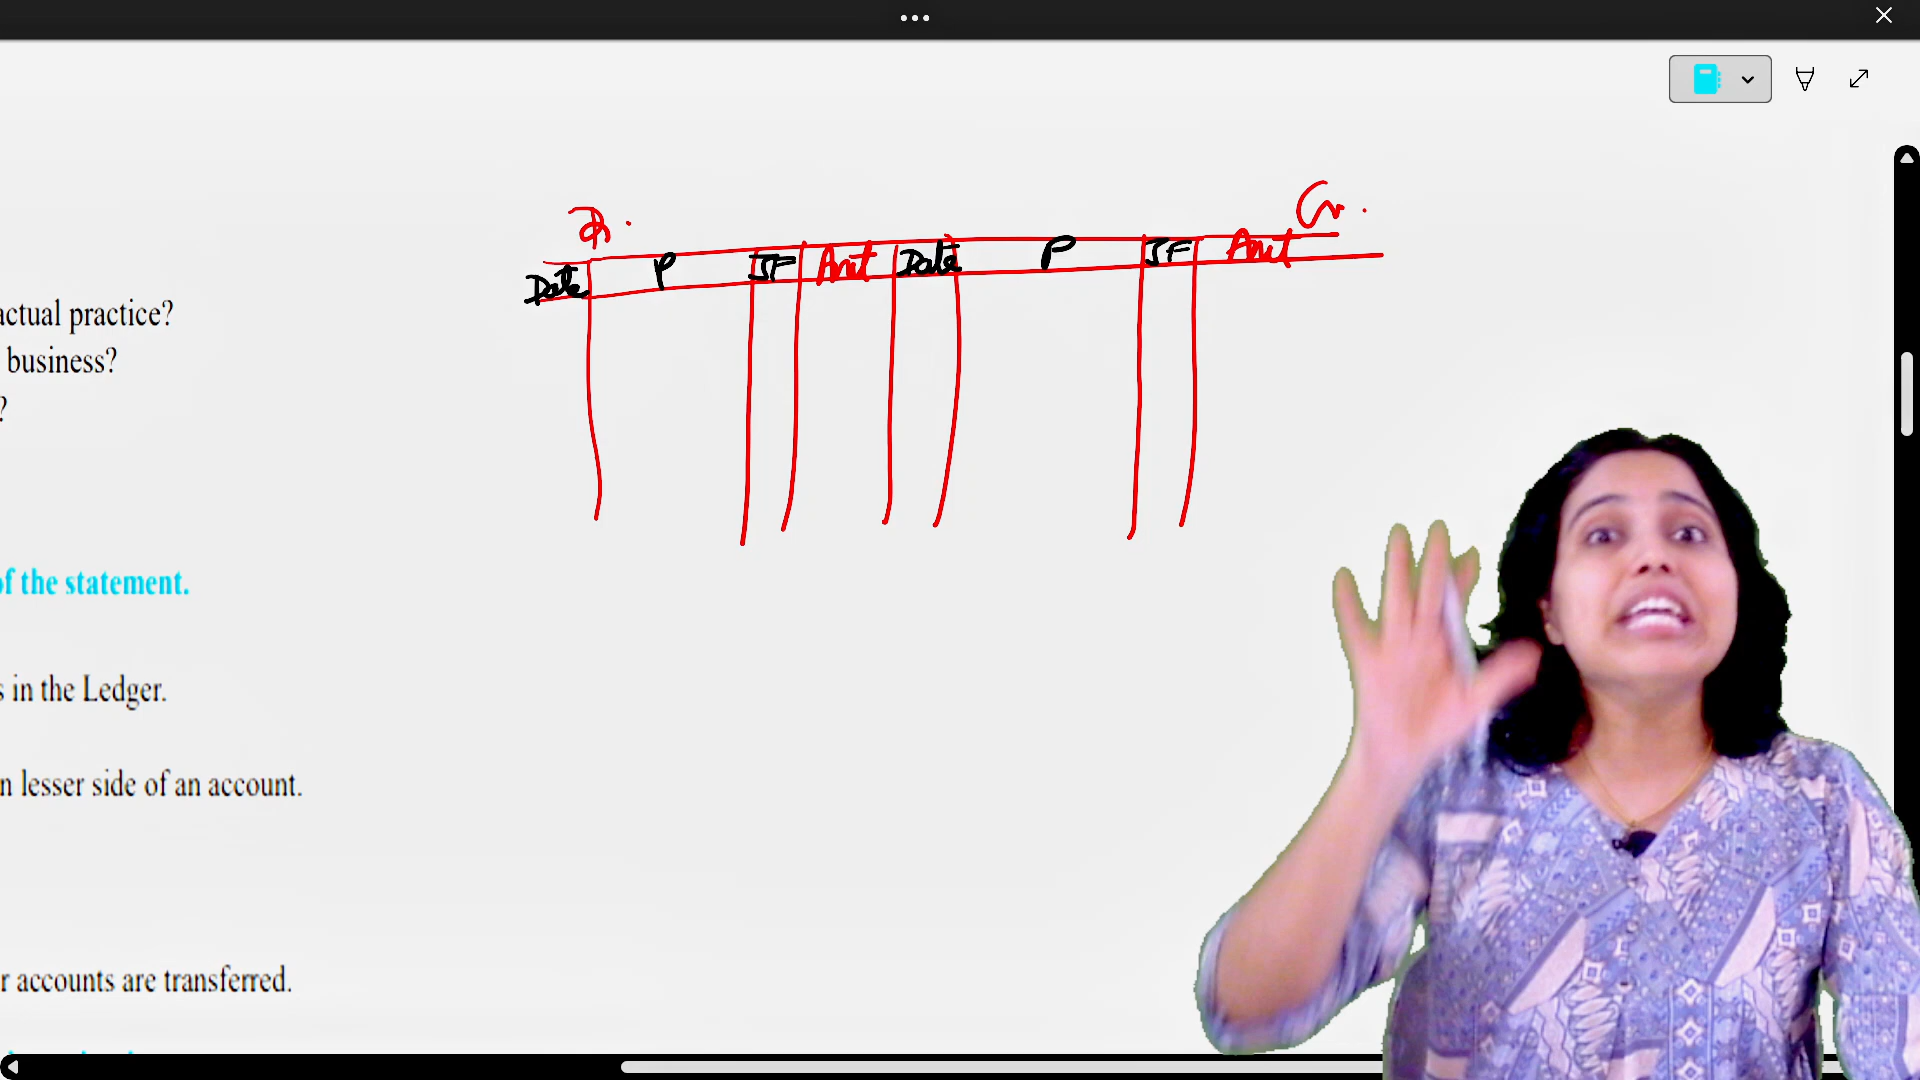 Dr.
Cr.
Date P JF Amt Date P JF Amt
actual practice?
business?
?
of the statement.
s in the Ledger.
n lesser side of an account.
r accounts are transferred.